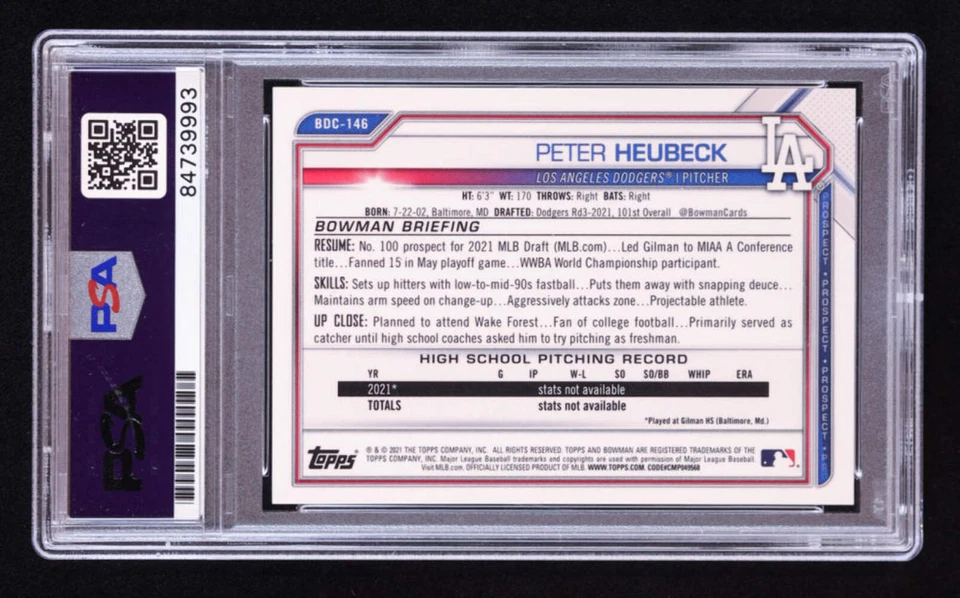 84739993
PSA
PSA
BDC-146
PETER HEUBECK
LA
LOS ANGELES DODGERS® | PITCHER
HT: 6'3" WT: 170 THROWS: Right BATS: Right
BORN: 7-22-02, Baltimore, MD DRAFTED: Dodgers Rd3-2021, 101st Overall @BowmanCards
BOWMAN BRIEFING
RESUME: No. 100 prospect for 2021 MLB Draft (MLB.com)...Led Gilman to MIAA A Conference
title...Fanned 15 in May playoff game...WWBA World Championship participant.
SKILLS: Sets up hitters with low-to-mid-90s fastball...Puts them away with snapping deuce...
Maintains arm speed on change-up...Aggressively attacks zone...Projectable athlete.
UP CLOSE: Planned to attend Wake Forest...Fan of college football...Primarily served as
catcher until high school coaches asked him to try pitching as freshman.
HIGH SCHOOL PITCHING RECORD
YR G IP W-L SO SO/BB WHIP ERA
2021* stats not available
TOTALS stats not available
*Played at Gilman HS (Baltimore, Md.)
Topps
® & © 2021 THE TOPPS COMPANY, INC. ALL RIGHTS RESERVED. TOPPS AND BOWMAN ARE REGISTERED TRADEMARKS OF THE
TOPPS COMPANY, INC. Major League Baseball trademarks and copyrights are used with permission of Major League Baseball.
Visit MLB.com. OFFICIALLY LICENSED PRODUCT OF MLB. WWW.TOPPS.COM. CODE#CMP049568
PROSPECT • PROSPECT • PROSPECT • PROSPECT • PR